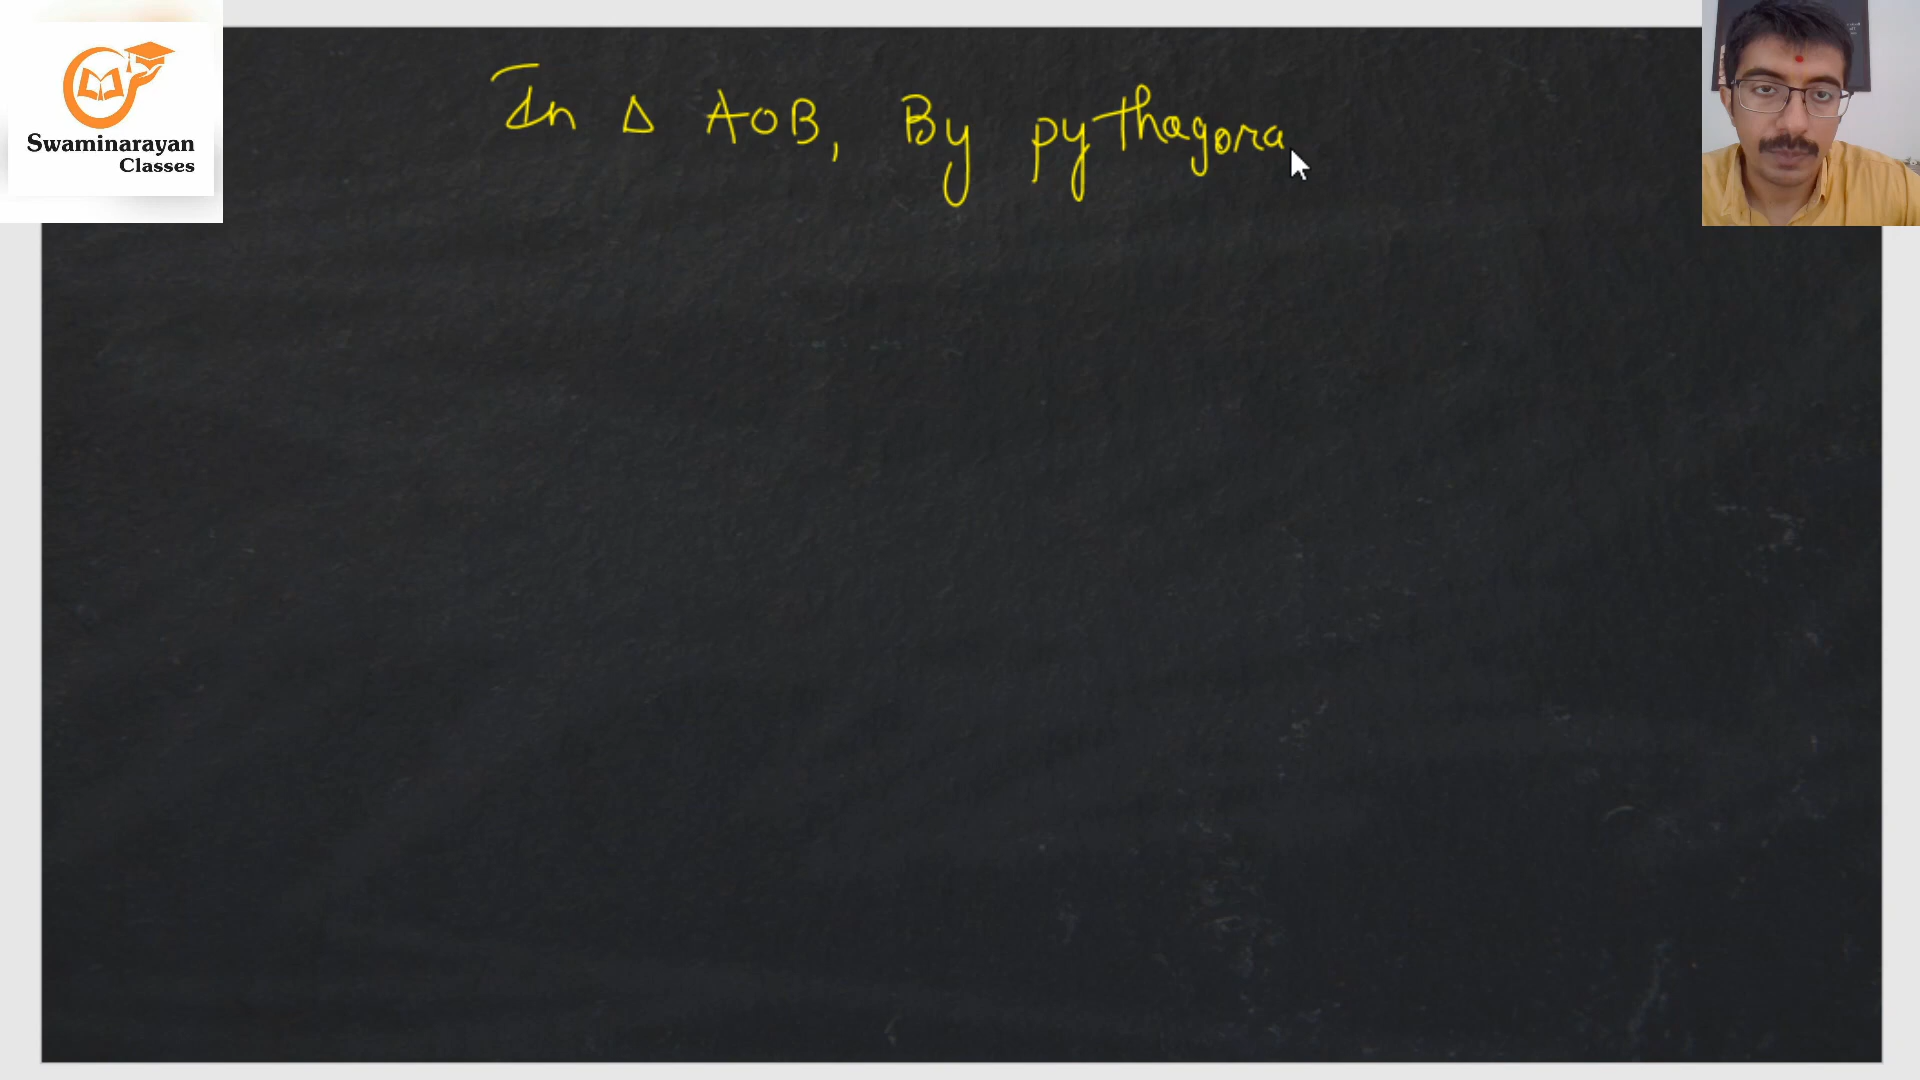 Swaminarayan
Classes
In Δ AOB, By pythagora